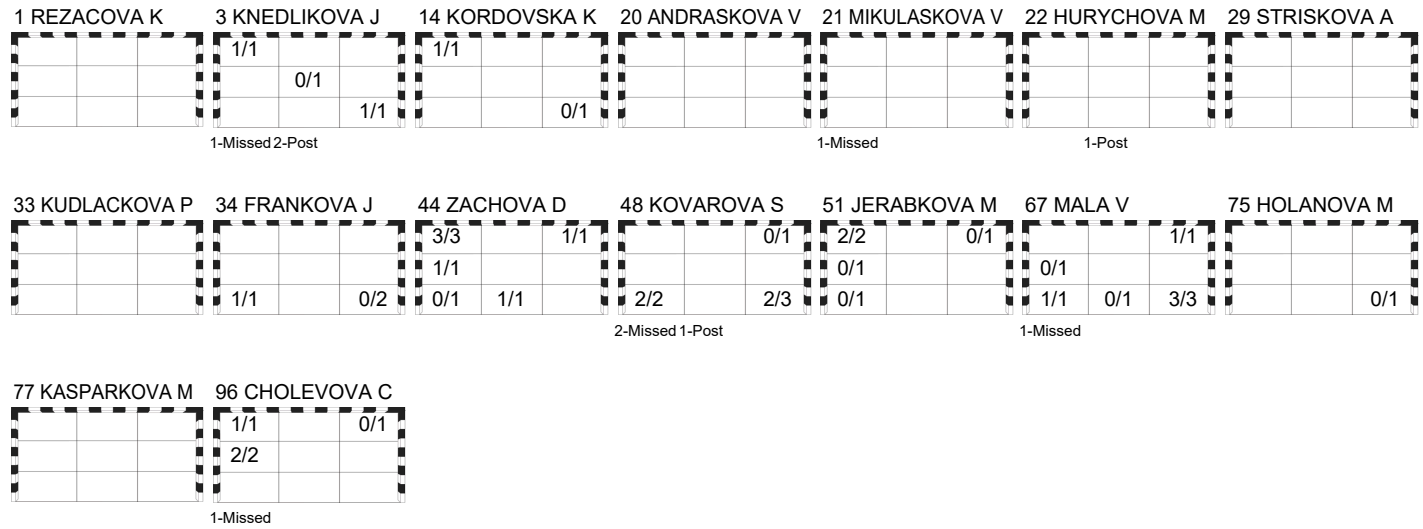 1 REZACOVA K 3 KNEDLIKOVA J 14 KORDOVSKA K 20 ANDRASKOVA V 21 MIKULASKOVA V 22 HURYCHOVA M 29 STRISKOVA A
1/1 1/1
0/1
1/1 0/1
1-Missed 2-Post 1-Missed 1-Post
33 KUDLACKOVA P 34 FRANKOVA J 44 ZACHOVA D 48 KOVAROVA S 51 JERABKOVA M 67 MALA V 75 HOLANOVA M
3/3 1/1 0/1 2/2 0/1 1/1
1/1 0/1 0/1
1/1 0/2 0/1 1/1 2/2 2/3 0/1 1/1 0/1 3/3 0/1
2-Missed 1-Post 1-Missed
77 KASPARKOVA M 96 CHOLEVOVA C
1/1 0/1
2/2
1-Missed